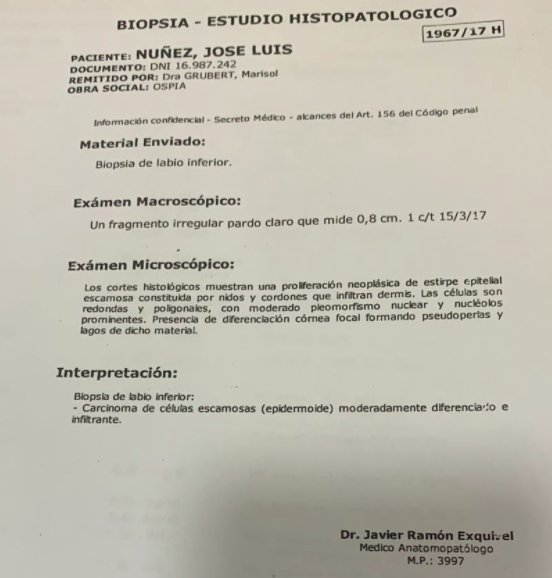 BIOPSIA - ESTUDIO HISTOPATOLOGICO
1967/17 H
PACIENTE: NUÑEZ, JOSE LUIS
DOCUMENTO: DNI 16.987.242
REMITIDO POR: Dra GRUBERT, Marisol
OBRA SOCIAL: OSPIA
Información confidencial - Secreto Médico - alcances del Art. 156 del Código penal
Material Enviado:
Biopsia de labio inferior.
Exámen Macroscópico:
Un fragmento irregular pardo claro que mide 0,8 cm. 1 c/t 15/3/17
Exámen Microscópico:
Los cortes histológicos muestran una proliferación neoplásica de estirpe epitelial
escamosa constituida por nidos y cordones que infiltran dermis. Las células son
redondas y poligonales, con moderado pleomorfismo nuclear y nucléolos
prominentes. Presencia de diferenciación córnea focal formando pseudoperlas y
lagos de dicho material.
Interpretación:
Biopsia de labio inferior:
- Carcinoma de células escamosas (epidermoide) moderadamente diferenciado e
infiltrante.
Dr. Javier Ramón Exquivel
Medico Anatomopatólogo
M.P.: 3997